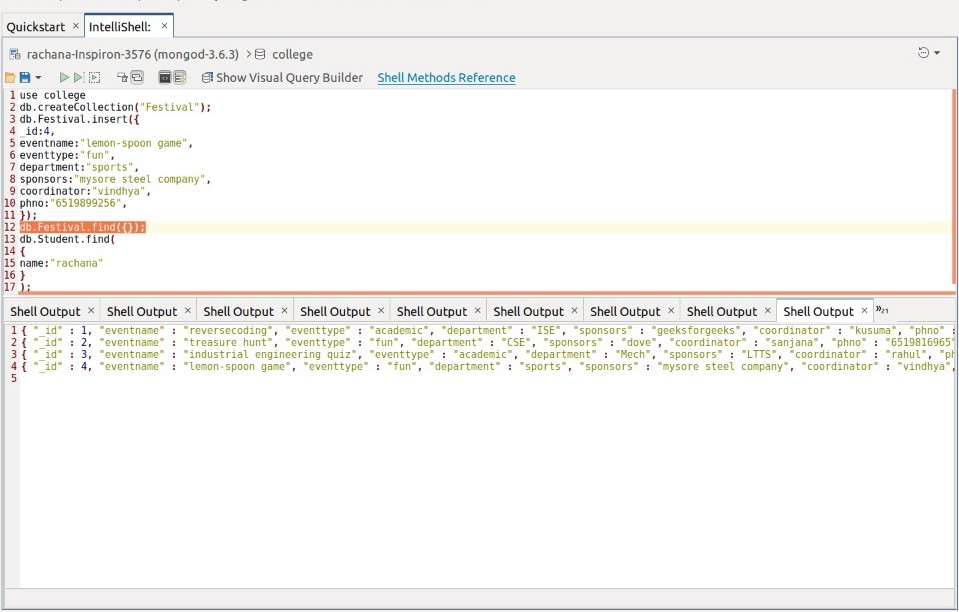 Quickstart × IntelliShell: ×
rachana-Inspiron-3576 (mongod-3.6.3) > college
Show Visual Query Builder Shell Methods Reference
1 use college
2 db.createCollection("Festival");
3 db.Festival.insert({
4 _id:4,
5 eventname:"lemon-spoon game",
6 eventtype:"fun",
7 department:"sports",
8 sponsors:"mysore steel company",
9 coordinator:"vindhya",
10 phno:"6519899256",
11 });
12 db.Festival.find({});
13 db.Student.find(
14 {
15 name:"rachana"
16 }
17 );
Shell Output × Shell Output × Shell Output × Shell Output × Shell Output × Shell Output × Shell Output × Shell Output × Shell Output × »21
1 { "_id" : 1, "eventname" : "reversecoding", "eventtype" : "academic", "department" : "ISE", "sponsors" : "geeksforgeeks", "coordinator" : "kusuma", "phno" :
2 { "_id" : 2, "eventname" : "treasure hunt", "eventtype" : "fun", "department" : "CSE", "sponsors" : "dove", "coordinator" : "sanjana", "phno" : "6519816965"
3 { "_id" : 3, "eventname" : "industrial engineering quiz", "eventtype" : "academic", "department" : "Mech", "sponsors" : "LTTS", "coordinator" : "rahul", "ph
4 { "_id" : 4, "eventname" : "lemon-spoon game", "eventtype" : "fun", "department" : "sports", "sponsors" : "mysore steel company", "coordinator" : "vindhya",
5